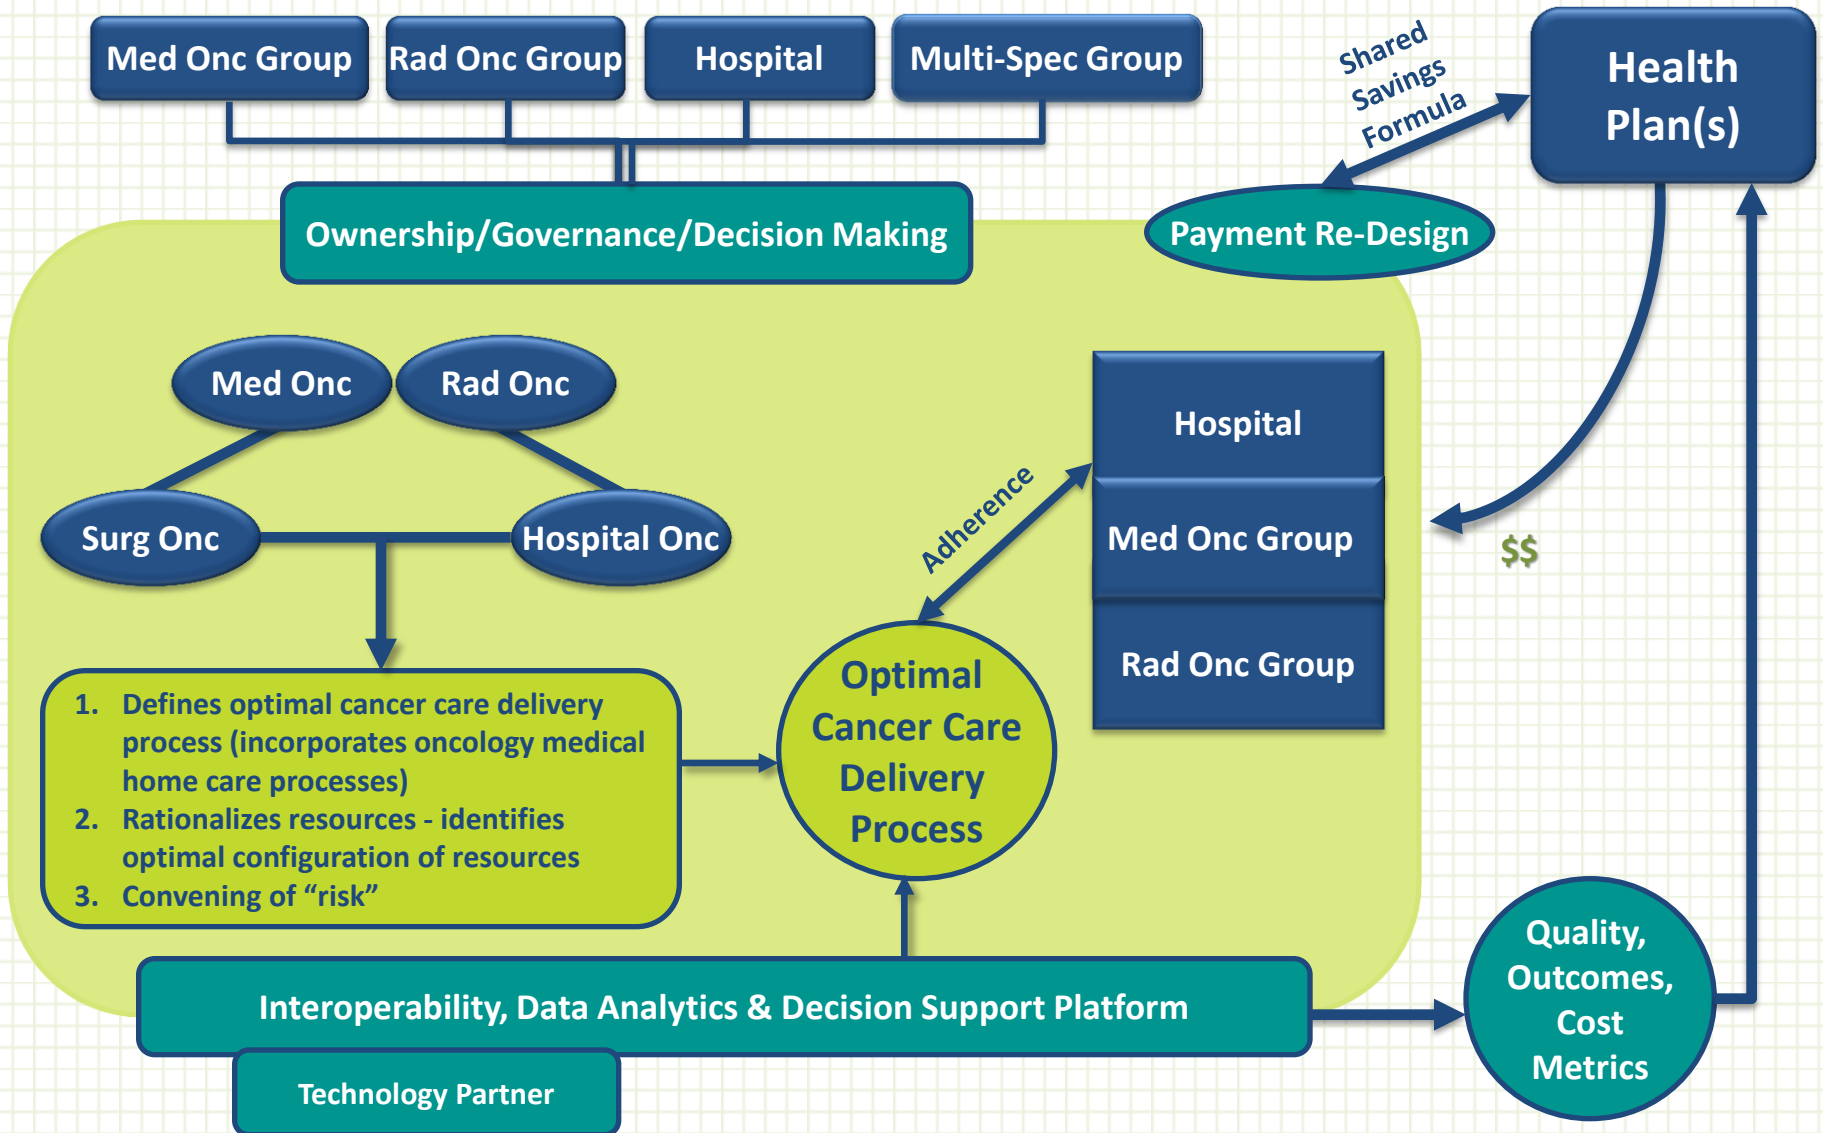 Med Onc Group
Rad Onc Group
Hospital
Multi-Spec Group
Shared
Savings
Formula
Health
Plan(s)
Ownership/Governance/Decision Making
Payment Re-Design
Med Onc
Rad Onc
Surg Onc
Hospital Onc
Hospital
Med Onc Group
Rad Onc Group
Adherence
$$
1. Defines optimal cancer care delivery
process (incorporates oncology medical
home care processes)
2. Rationalizes resources - identifies
optimal configuration of resources
3. Convening of “risk”
Optimal
Cancer Care
Delivery
Process
Interoperability, Data Analytics & Decision Support Platform
Technology Partner
Quality,
Outcomes,
Cost
Metrics